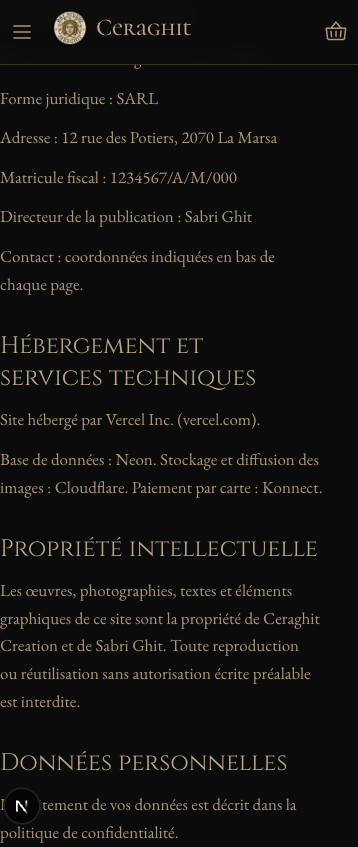 Ceraghit
Forme juridique : SARL
Adresse : 12 rue des Potiers, 2070 La Marsa
Matricule fiscal : 1234567/A/M/000
Directeur de la publication : Sabri Ghit
Contact : coordonnées indiquées en bas de
chaque page.
Hébergement et
services techniques
Site hébergé par Vercel Inc. (vercel.com).
Base de données : Neon. Stockage et diffusion des
images : Cloudflare. Paiement par carte : Konnect.
Propriété intellectuelle
Les œuvres, photographies, textes et éléments
graphiques de ce site sont la propriété de Ceraghit
Creation et de Sabri Ghit. Toute reproduction
ou réutilisation sans autorisation écrite préalable
est interdite.
Données personnelles
N
de vos données est décrit dans la
politique de confidentialité.